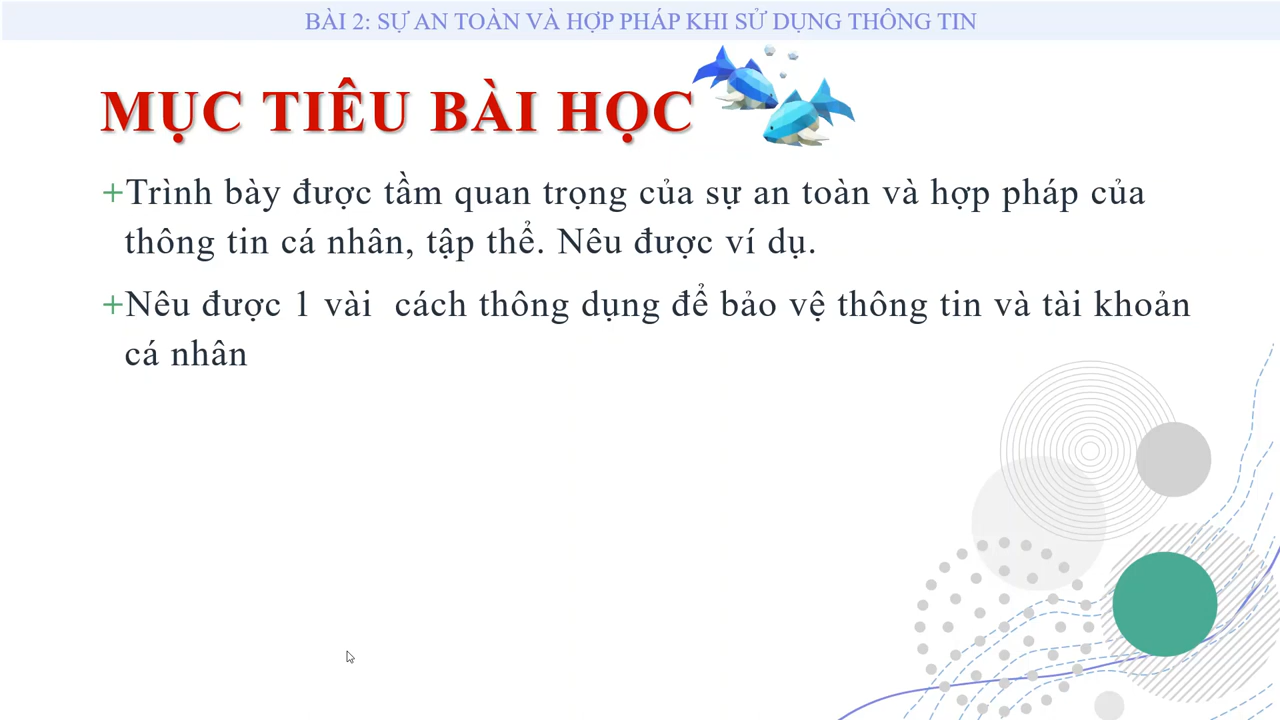 BÀI 2: SỰ AN TOÀN VÀ HỢP PHÁP KHI SỬ DỤNG THÔNG TIN
MỤC TIÊU BÀI HỌC
+Trình bày được tầm quan trọng của sự an toàn và hợp pháp của
thông tin cá nhân, tập thể. Nêu được ví dụ.
+Nêu được 1 vài  cách thông dụng để bảo vệ thông tin và tài khoản
cá nhân